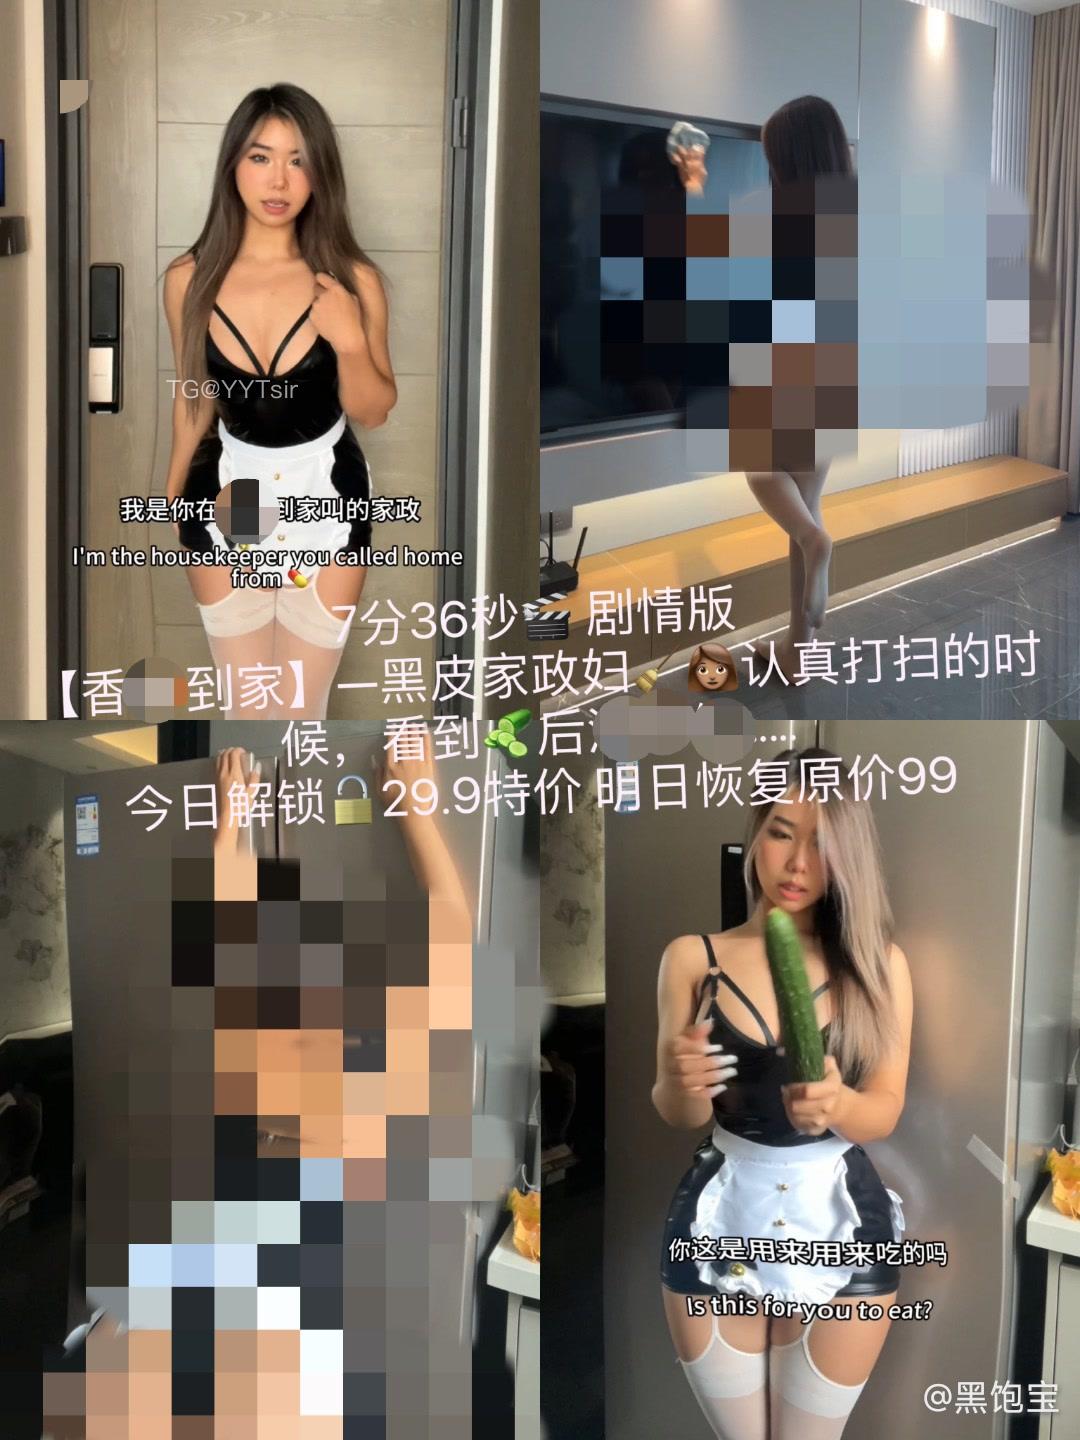 TG@YYTsir
我是你在 到家叫的家政
I'm the housekeeper you called home
from 💊
7分36秒🎬 剧情版
【香 到家】一黑皮家政妇🧹👩🏽认真打扫的时
候，看到🥒后
今日解锁🔒29.9特价 明日恢复原价99
你这是用来用来吃的吗
Is this for you to eat?
@黑饱宝